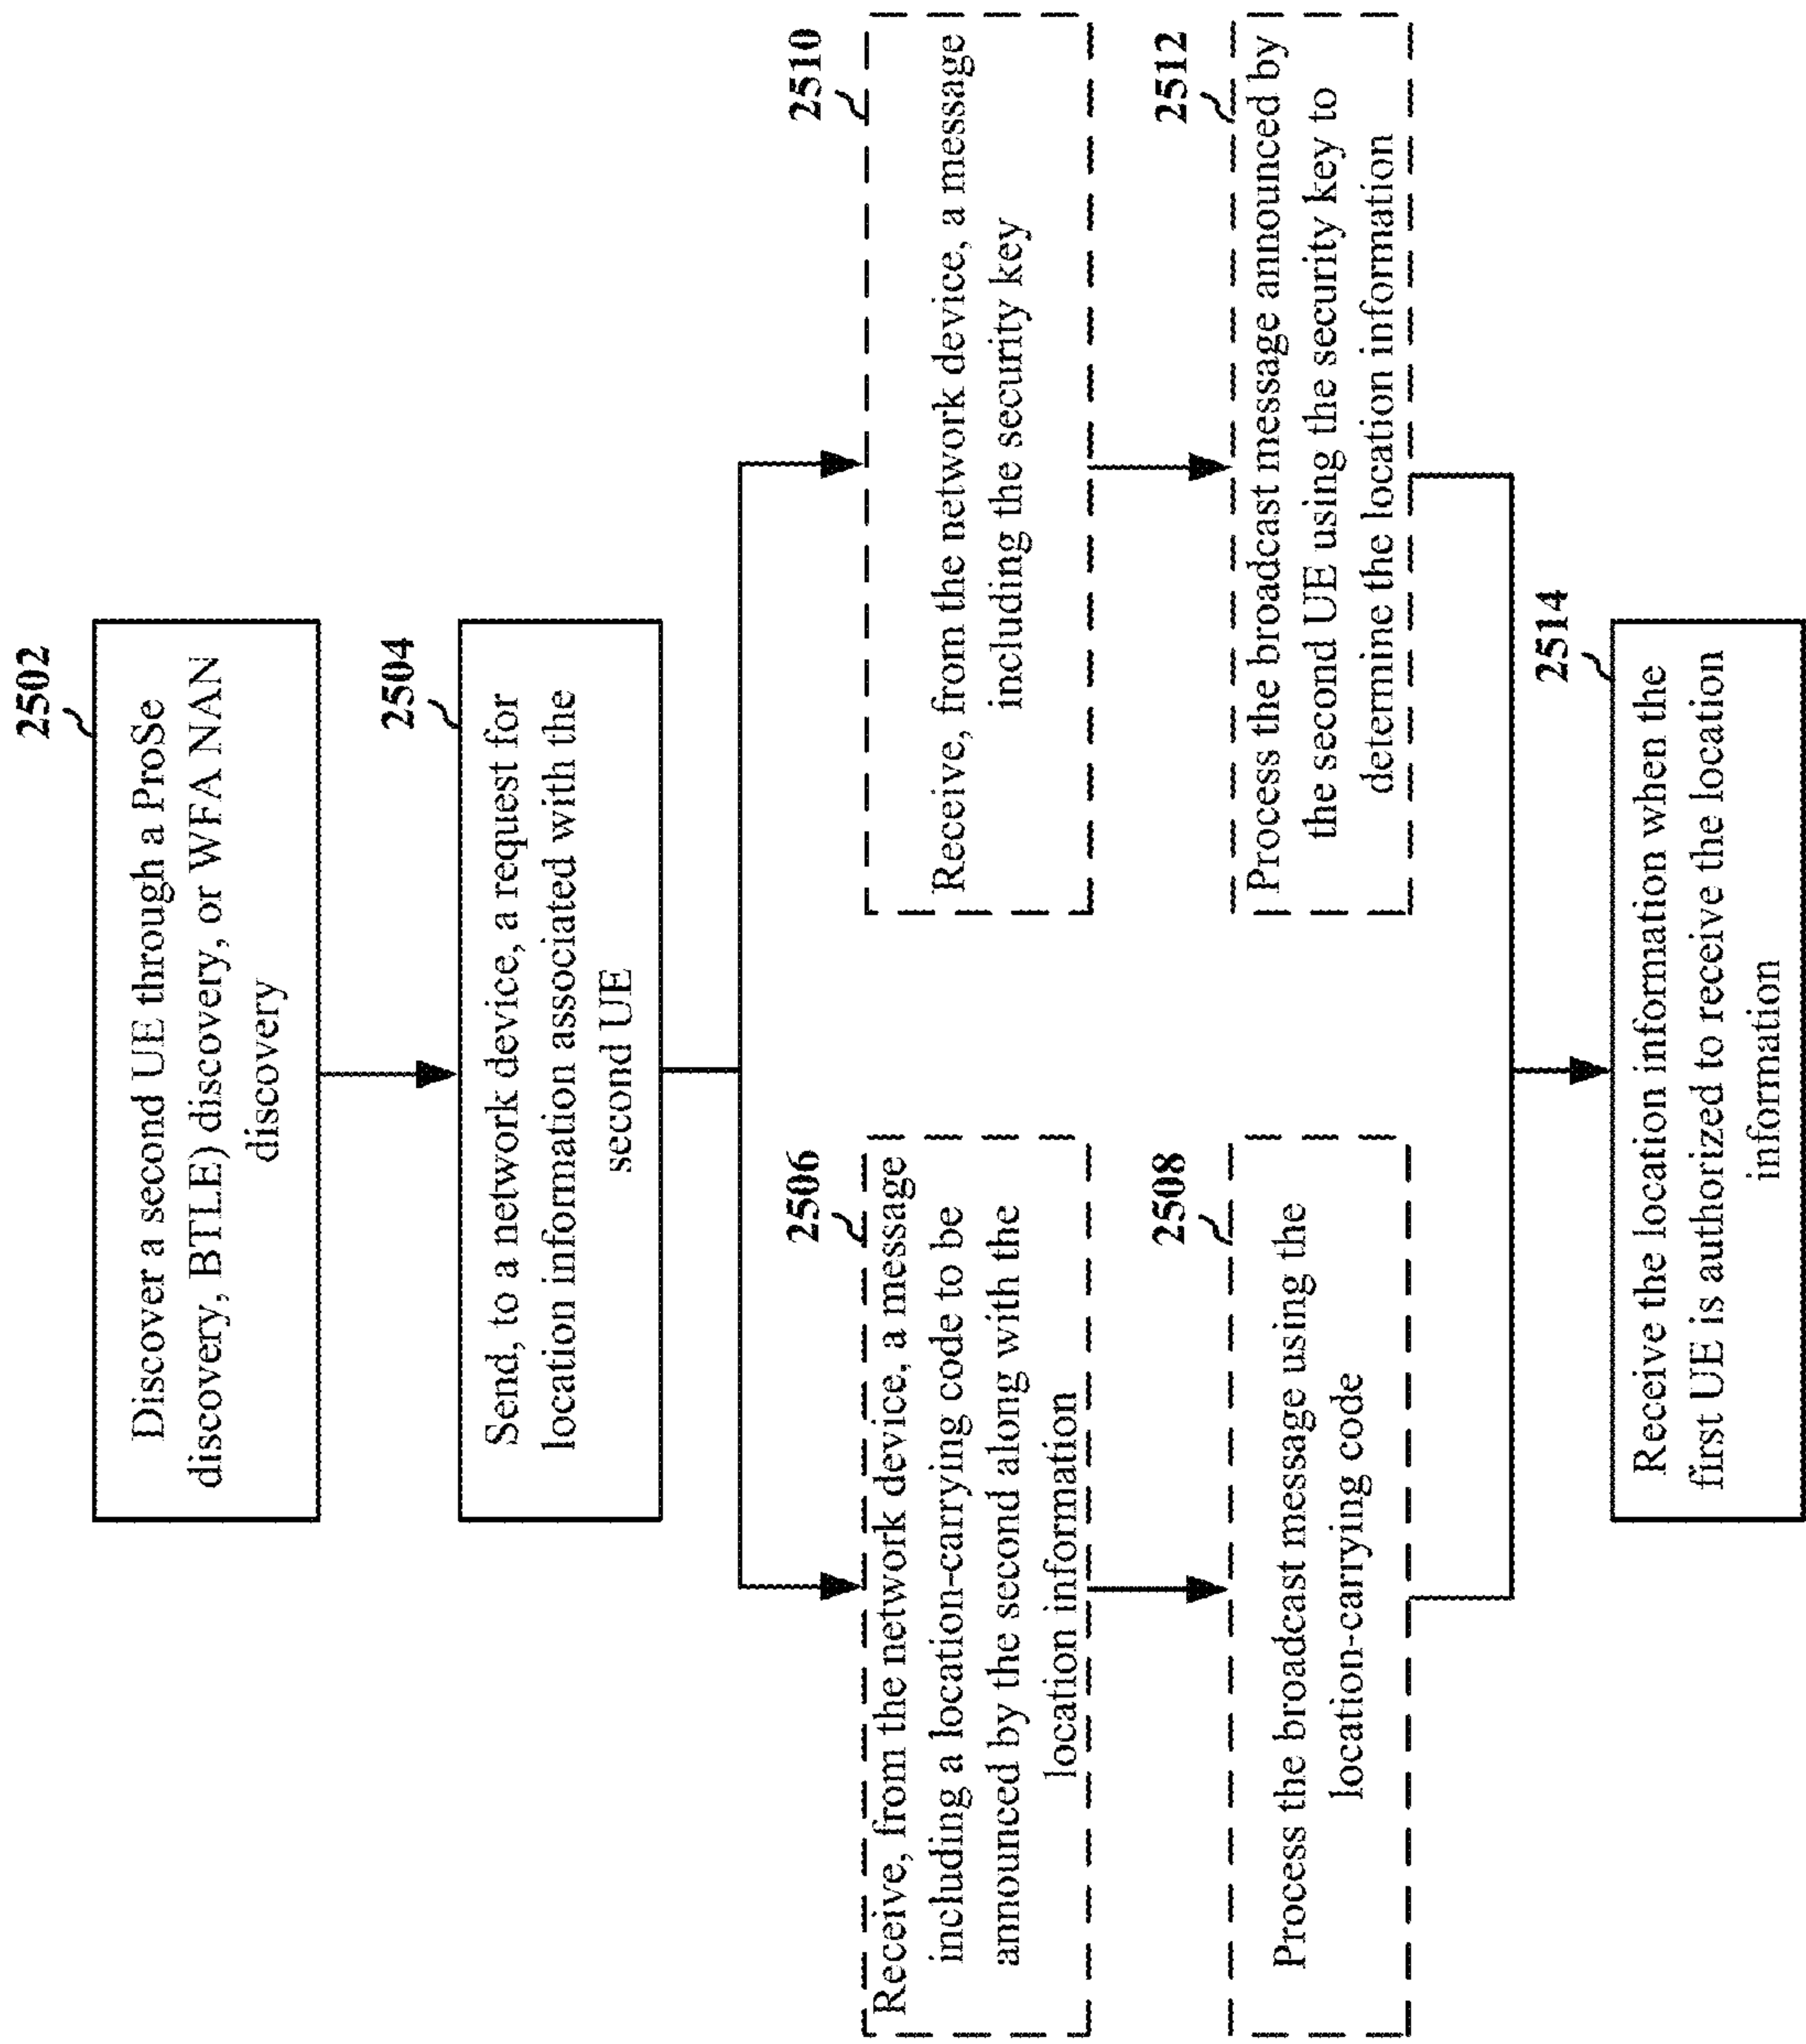 2502
Discover a second UE through a ProSe
discovery, BTLE) discovery, or WFA NAN
discovery
2504
Send, to a network device, a request for
location information associated with the
second UE
2506
Receive, from the network device, a message
including a location-carrying code to be
announced by the second along with the
location information
2508
Process the broadcast message using the
location-carrying code
2510
Receive, from the network device, a message
including the security key
2512
Process the broadcast message announced by
the second UE using the security key to
determine the location information
2514
Receive the location information when the
first UE is authorized to receive the location
information